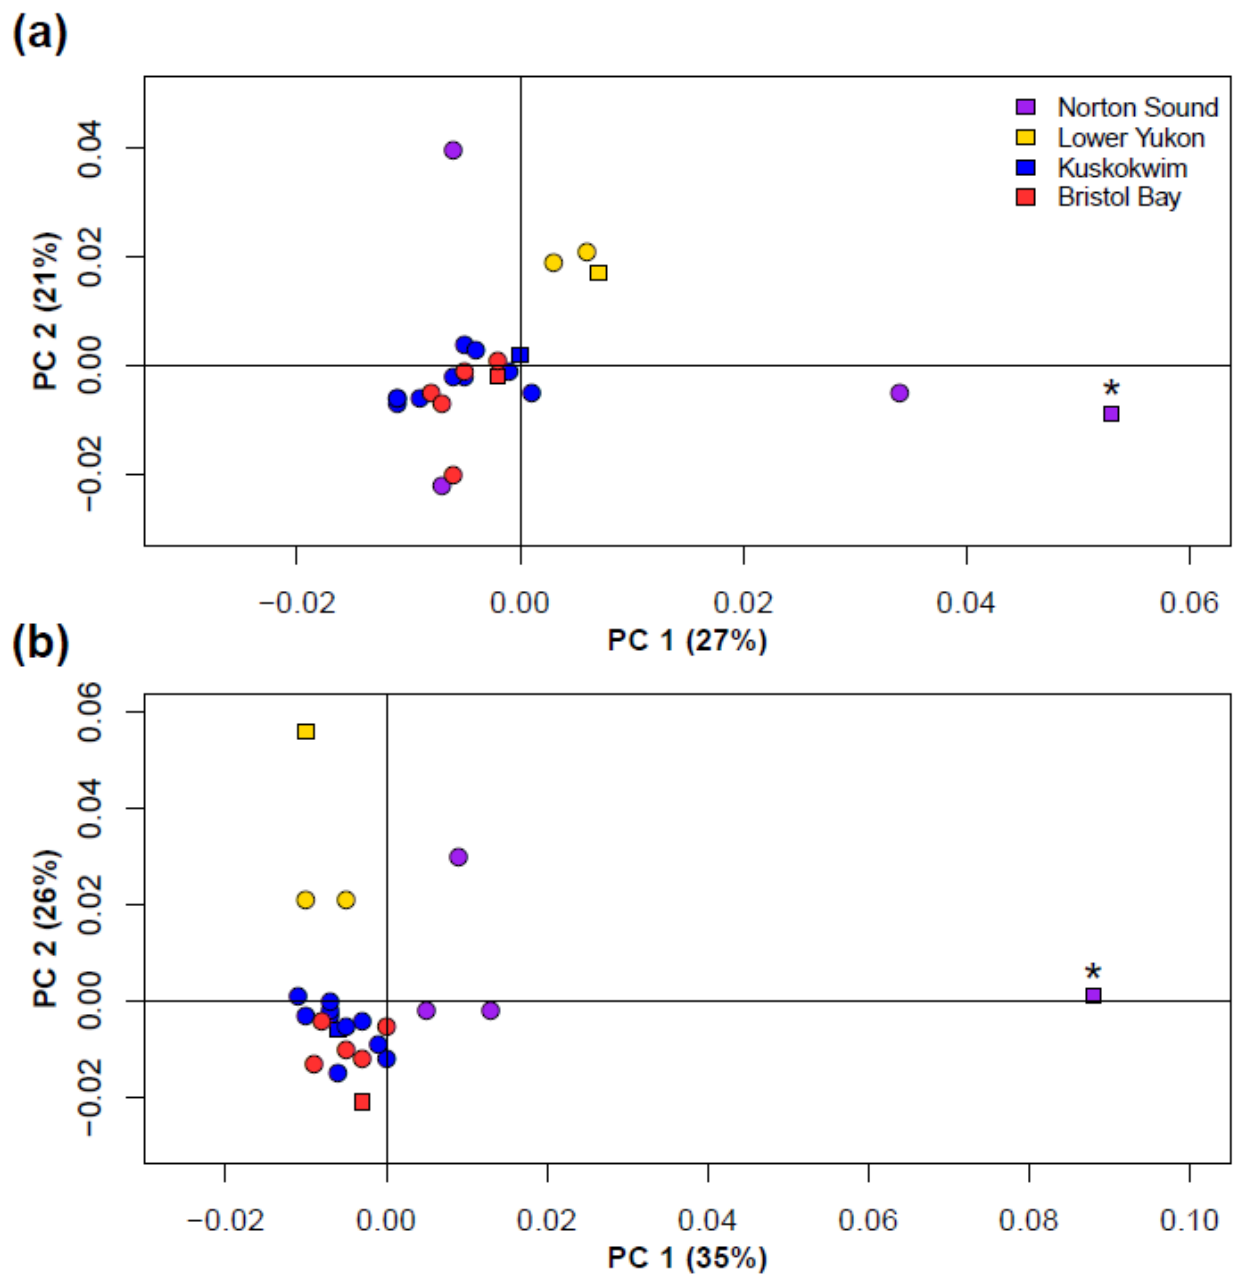 (a)
Norton Sound
Lower Yukon
Kuskokwim
Bristol Bay
PC 2 (21%)
0.04
0.02
0.00
−0.02
*
−0.02 0.00 0.02 0.04 0.06
PC 1 (27%)
(b)
PC 2 (26%)
0.06
0.04
0.02
0.00
−0.02
*
−0.02 0.00 0.02 0.04 0.06 0.08 0.10
PC 1 (35%)